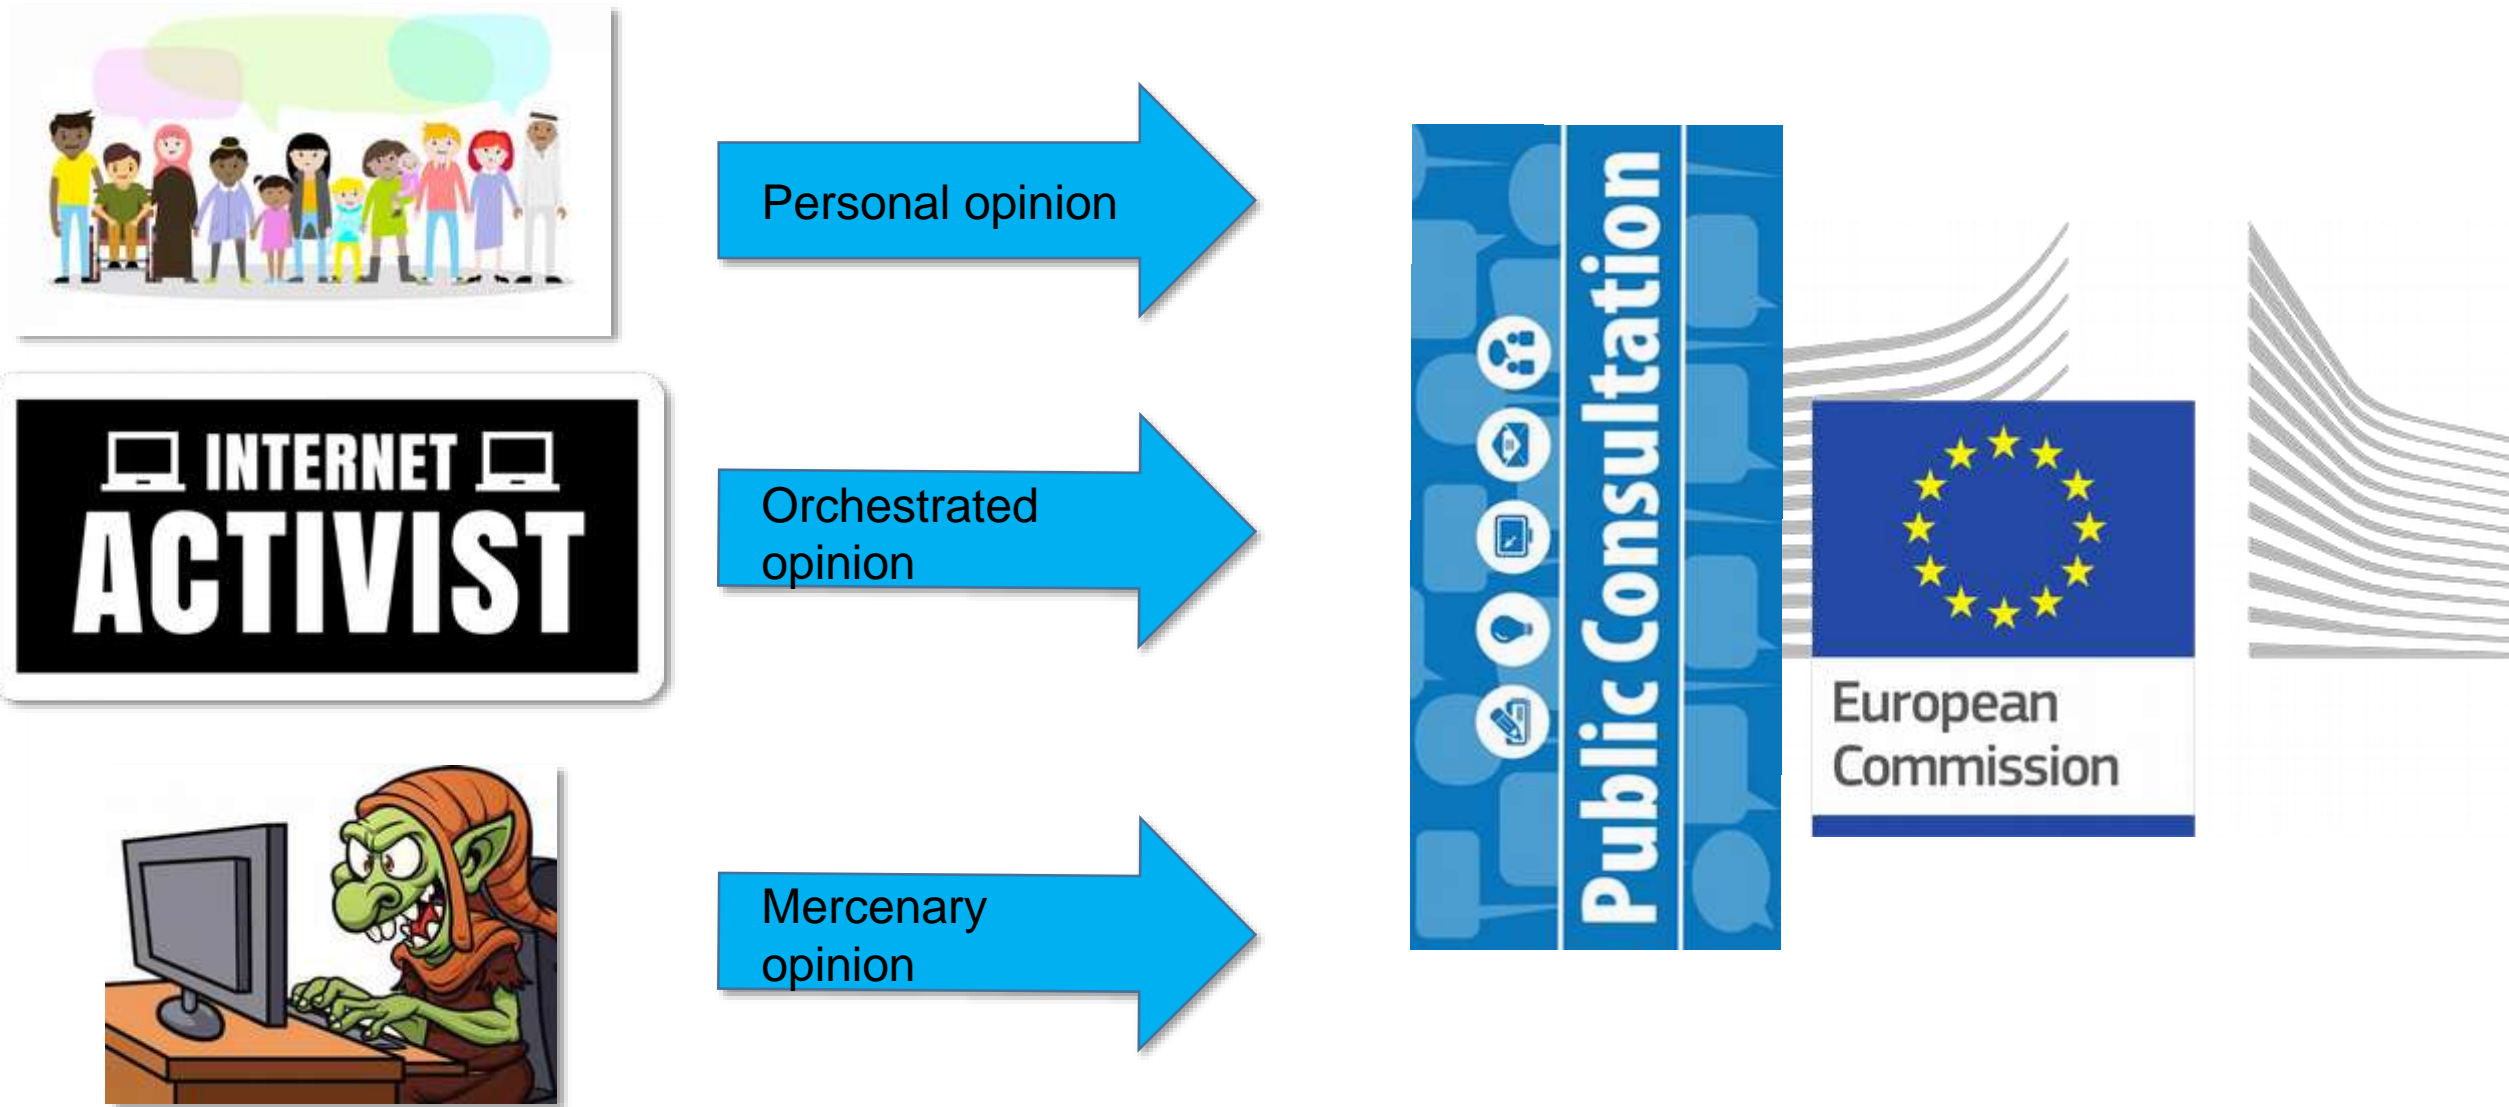 Personal opinion
INTERNET
ACTIVIST
Orchestrated
opinion
Mercenary
opinion
Public Consultation
European
Commission